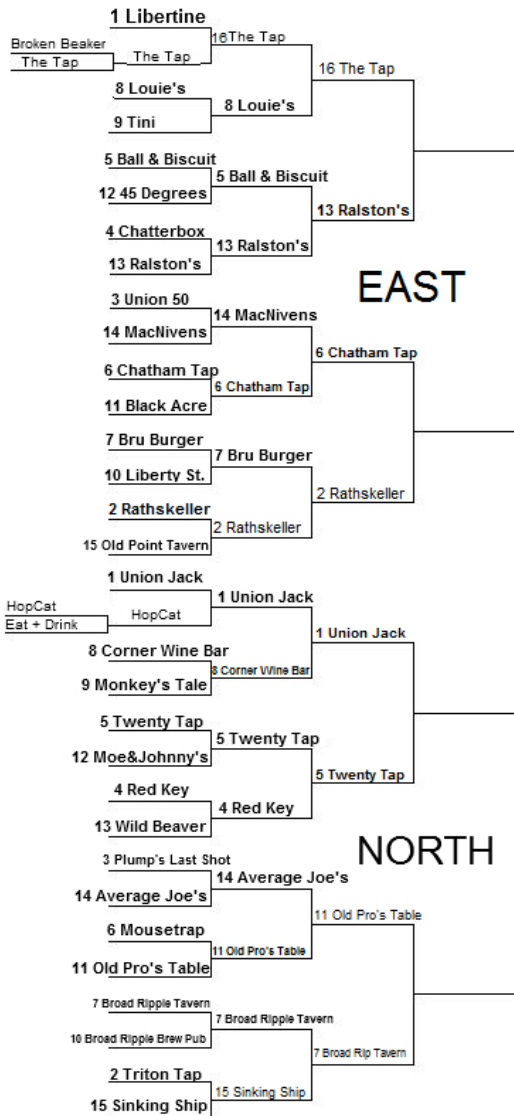 1 Libertine
Broken Beaker
The Tap
The Tap
16 The Tap
16 The Tap
8 Louie's
9 Tini
8 Louie's
5 Ball & Biscuit
12 45 Degrees
5 Ball & Biscuit
13 Ralston's
4 Chatterbox
13 Ralston's
13 Ralston's
EAST
3 Union 50
14 MacNivens
14 MacNivens
6 Chatham Tap
6 Chatham Tap
11 Black Acre
6 Chatham Tap
7 Bru Burger
10 Liberty St.
7 Bru Burger
2 Rathskeller
2 Rathskeller
15 Old Point Tavern
2 Rathskeller
1 Union Jack
HopCat
Eat + Drink
HopCat
1 Union Jack
1 Union Jack
8 Corner Wine Bar
9 Monkey's Tale
8 Corner Wine Bar
5 Twenty Tap
12 Moe&Johnny's
5 Twenty Tap
5 Twenty Tap
4 Red Key
13 Wild Beaver
4 Red Key
NORTH
3 Plump's Last Shot
14 Average Joe's
14 Average Joe's
11 Old Pro's Table
6 Mousetrap
11 Old Pro's Table
11 Old Pro's Table
7 Broad Ripple Tavern
10 Broad Ripple Brew Pub
7 Broad Ripple Tavern
7 Broad Rip Tavern
2 Triton Tap
15 Sinking Ship
15 Sinking Ship